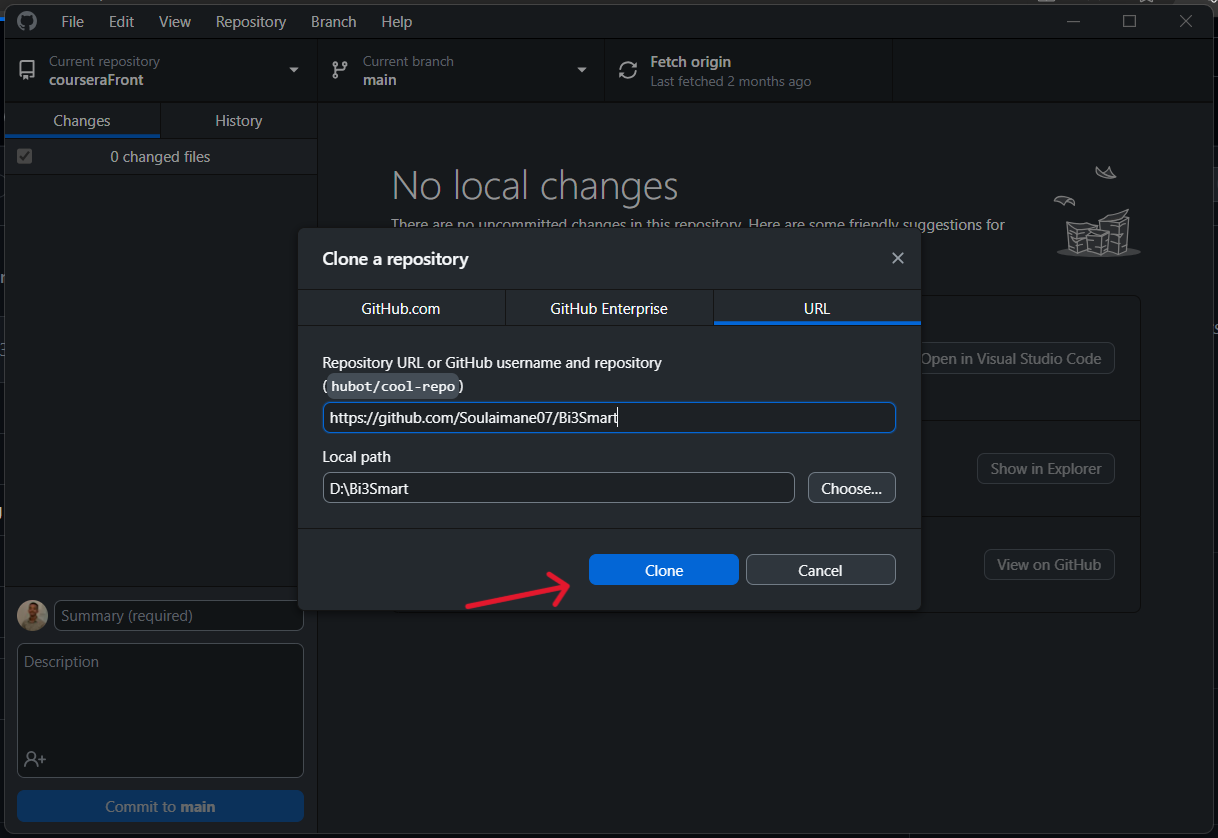 File Edit View Repository Branch Help
Current repository
courseraFront
Current branch
main
Fetch origin
Last fetched 2 months ago
Changes History
0 changed files
No local changes
There are no uncommitted changes in this repository. Here are some friendly suggestions for
Clone a repository
GitHub.com GitHub Enterprise URL
Repository URL or GitHub username and repository
(hubot/cool-repo)
https://github.com/Soulaimane07/Bi3Smart
Local path
D:\Bi3Smart Choose...
Clone Cancel
Open in Visual Studio Code
Show in Explorer
View on GitHub
Summary (required)
Description
Commit to main